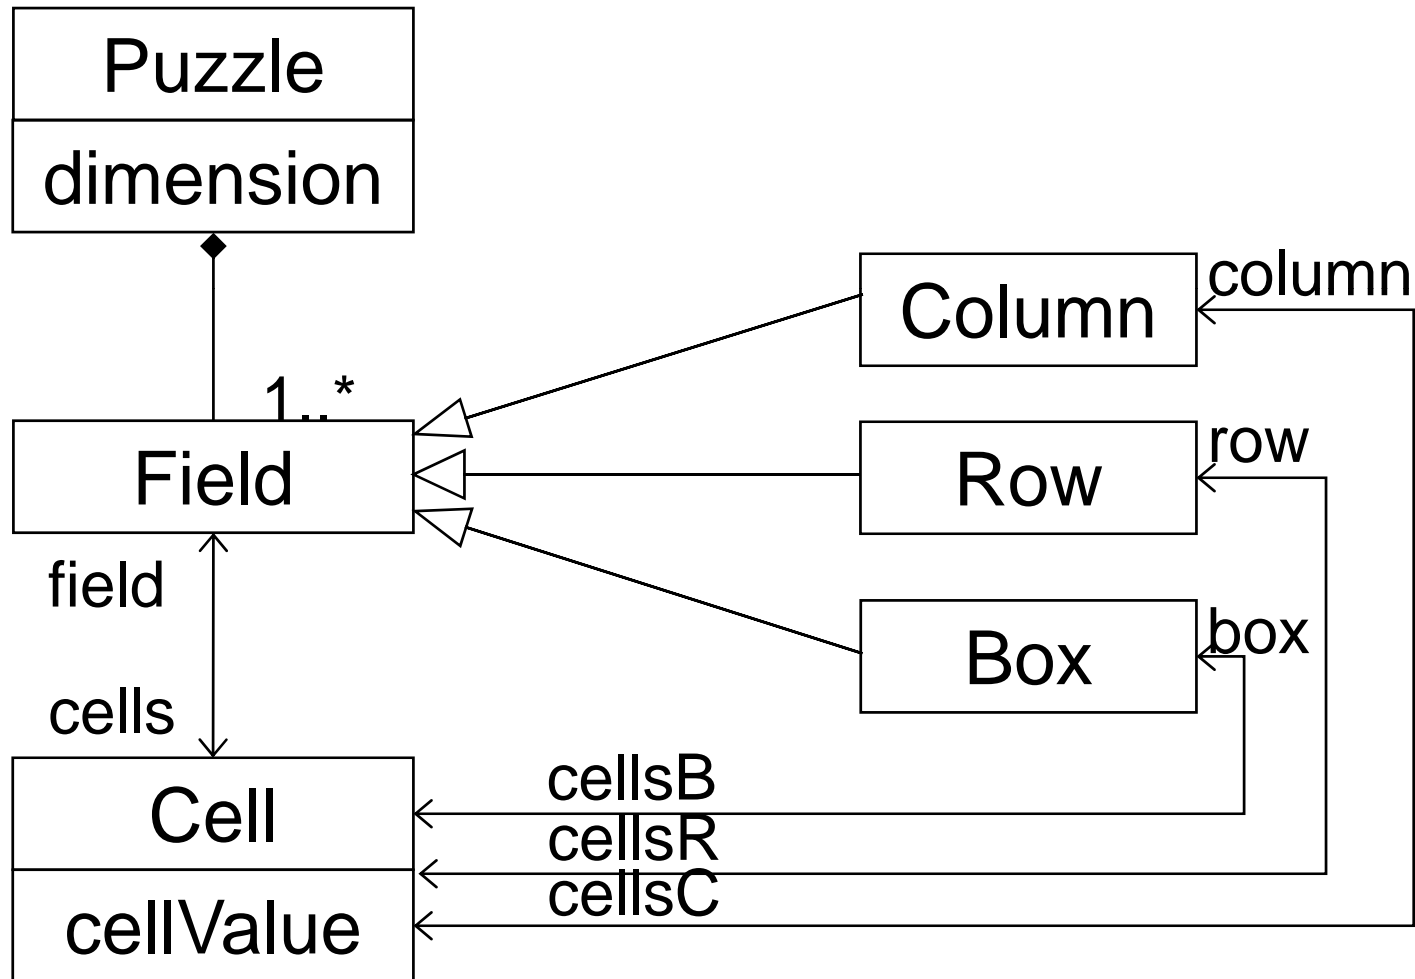 Puzzle
dimension
Column
column
1..*
Field
Row
row
field
Box
box
cells
cellsB
Cell
cellsR
cellsC
cellValue